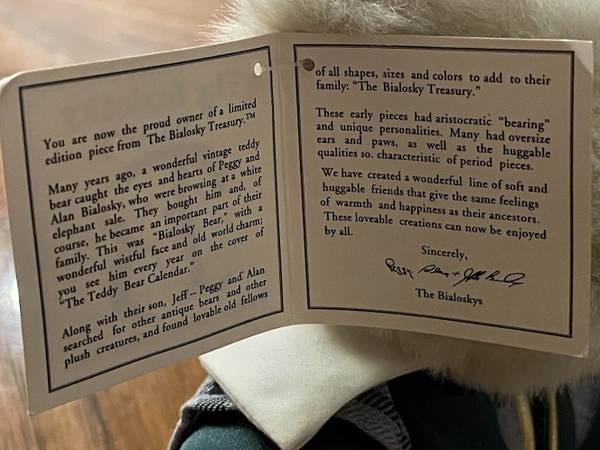 You are now the proud owner of a limited
edition piece from The Bialosky Treasury.™
Many years ago, a wonderful vintage teddy
bear caught the eyes and hearts of Peggy and
Alan Bialosky, who were browsing at a white
elephant sale. They bought him and, of
course, he became an important part of their
family. This was "Bialosky Bear," with a
wonderful wistful face and old world charm;
you see him every year on the cover of
"The Teddy Bear Calendar."
Along with their son, Jeff – Peggy and Alan
searched for other antique bears and other
plush creatures, and found lovable old fellows
of all shapes, sizes and colors to add to their
family: "The Bialosky Treasury."
These early pieces had aristocratic "bearing"
and unique personalities. Many had oversize
ears and paws, as well as the huggable
qualities so. characteristic of period pieces.
We have created a wonderful line of soft and
huggable friends that give the same feelings
of warmth and happiness as their ancestors.
These loveable creations can now be enjoyed
by all.
Sincerely,
Peggy, Alan + Jeff Bialosky
The Bialoskys